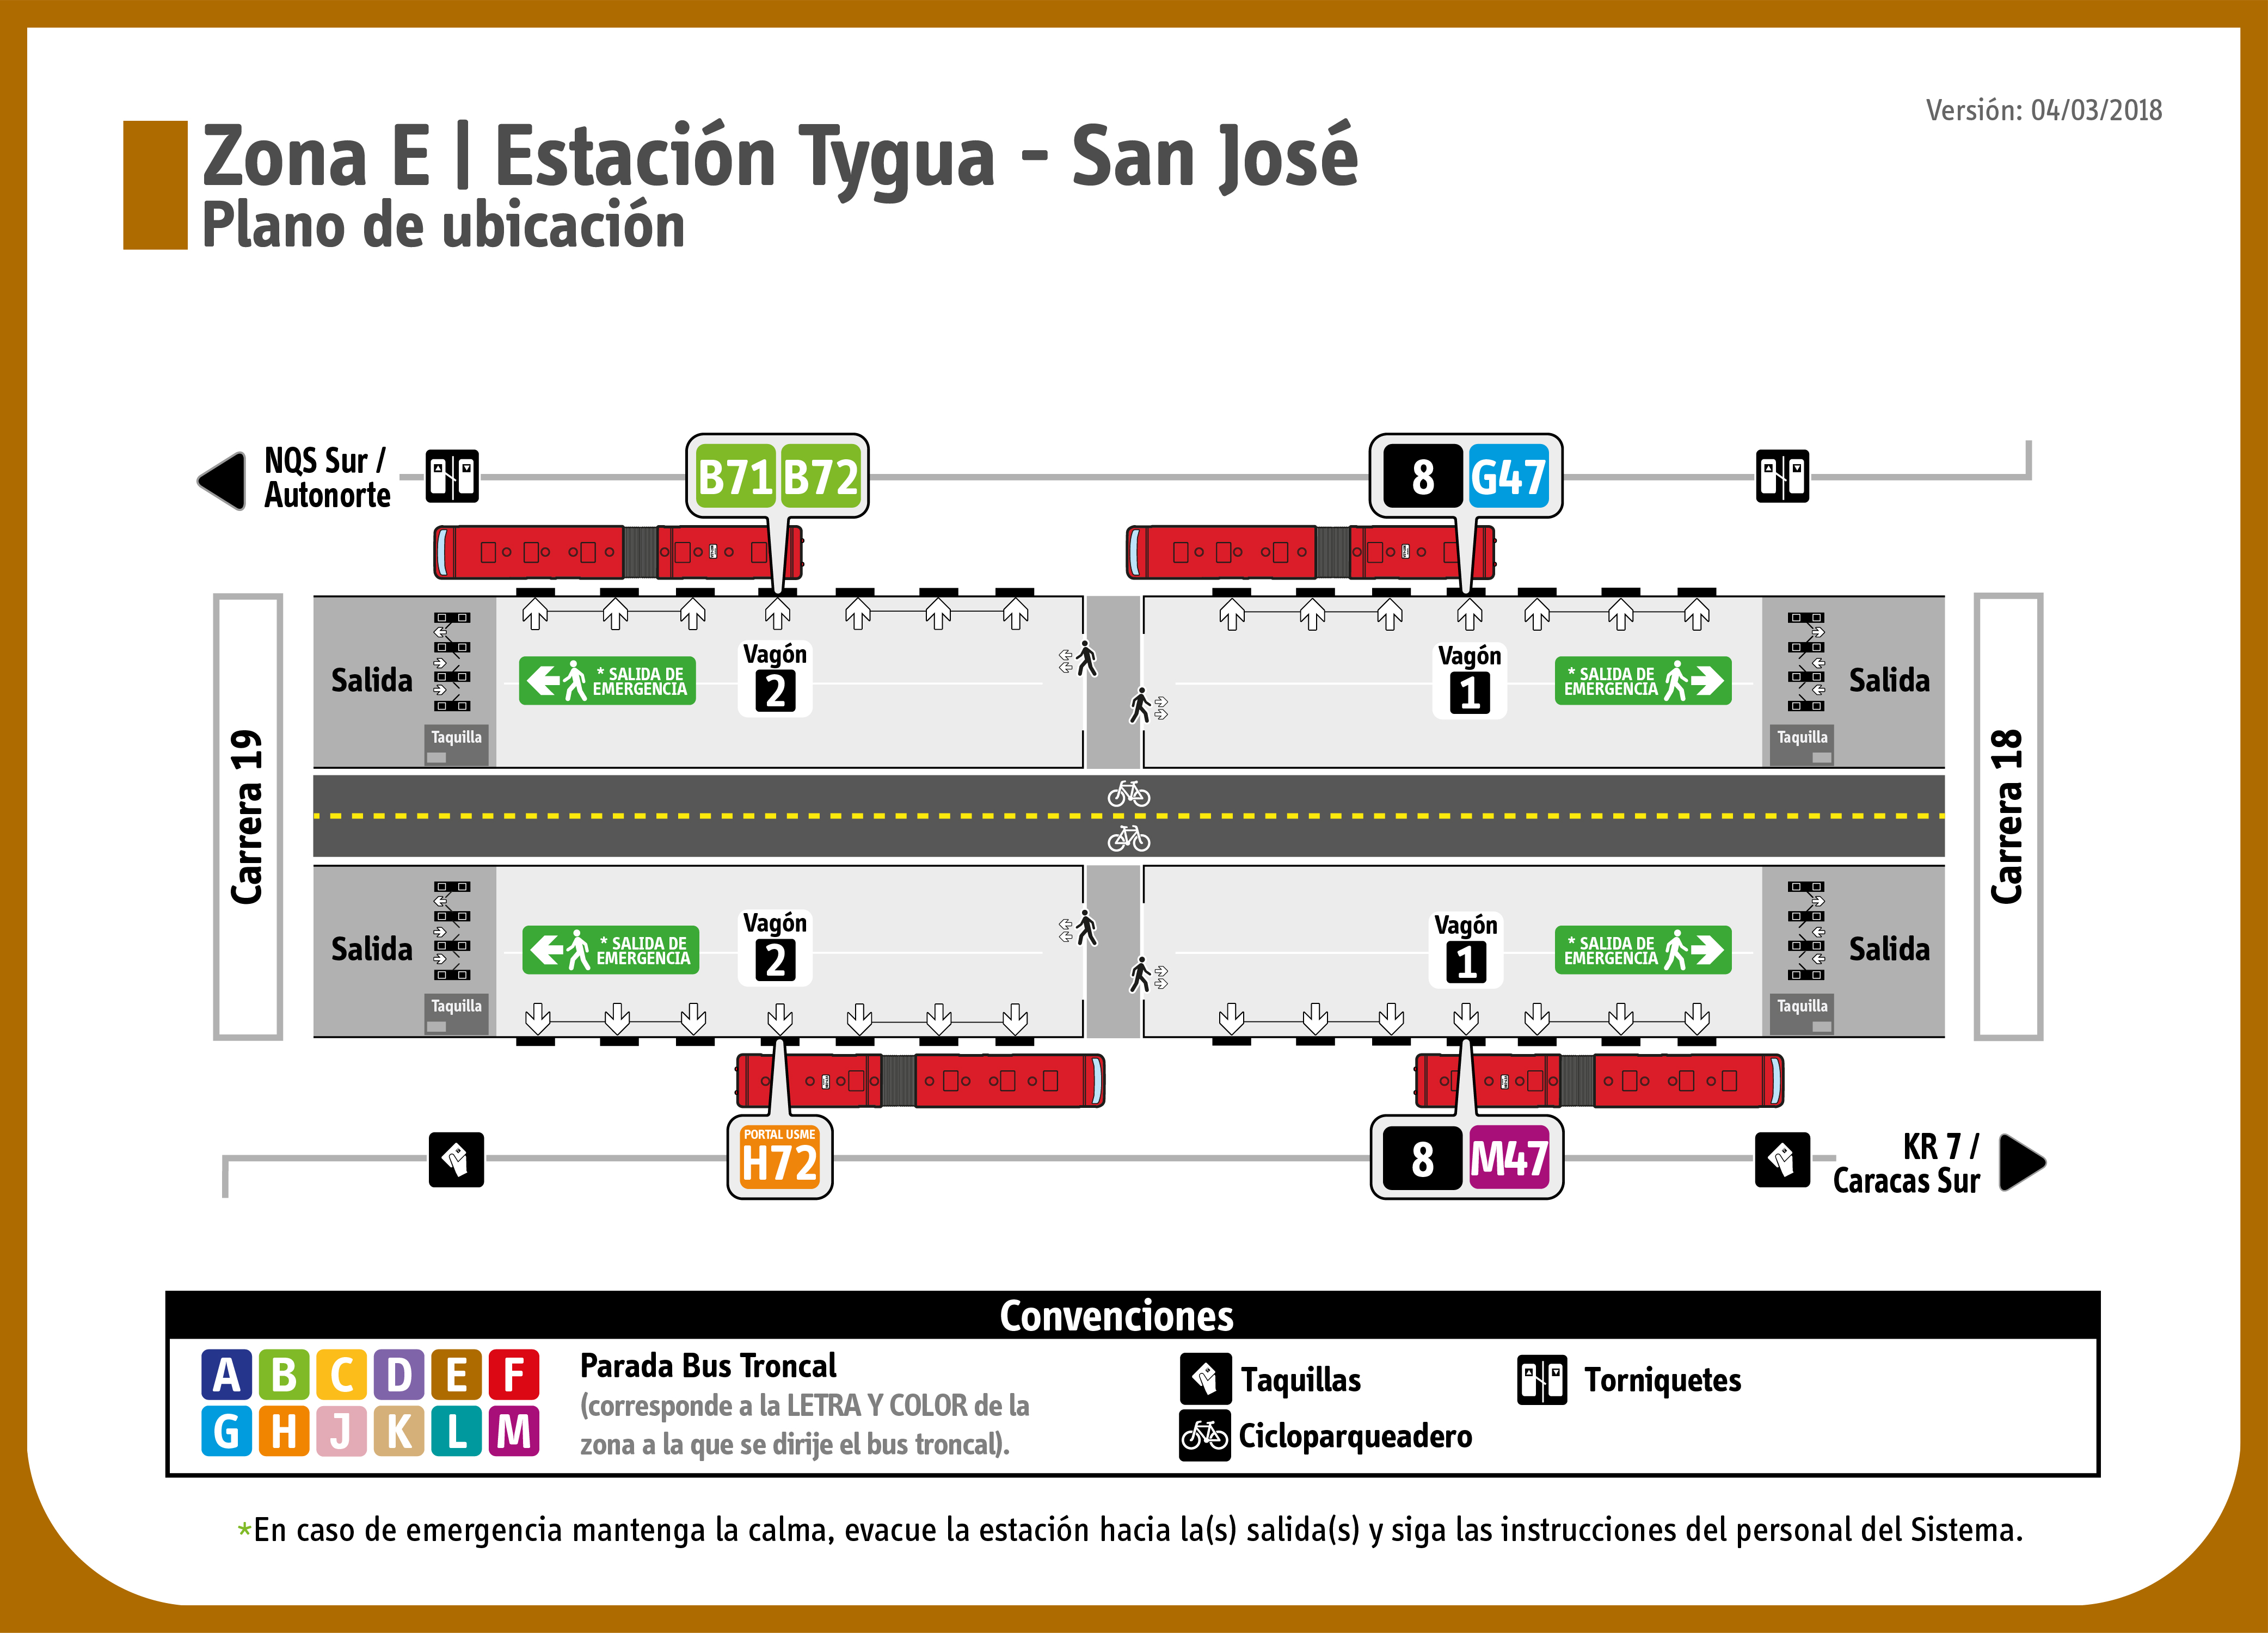 Versión: 04/03/2018
Zona E | Estación Tygua - San José
Plano de ubicación
NQS Sur /
Autonorte
B71 B72
8 G47
Carrera 19
Salida
Taquilla
* SALIDA DE
EMERGENCIA
Vagón
2
Vagón
1
* SALIDA DE
EMERGENCIA
Taquilla
Salida
Carrera 18
Salida
Taquilla
* SALIDA DE
EMERGENCIA
Vagón
2
Vagón
1
* SALIDA DE
EMERGENCIA
Taquilla
Salida
PORTAL USME
H72
8 M47
KR 7 /
Caracas Sur
Convenciones
A B C D E F
G H J K L M
Parada Bus Troncal
(corresponde a la LETRA Y COLOR de la
zona a la que se dirije el bus troncal).
Taquillas
Cicloparqueadero
Torniquetes
*En caso de emergencia mantenga la calma, evacue la estación hacia la(s) salida(s) y siga las instrucciones del personal del Sistema.